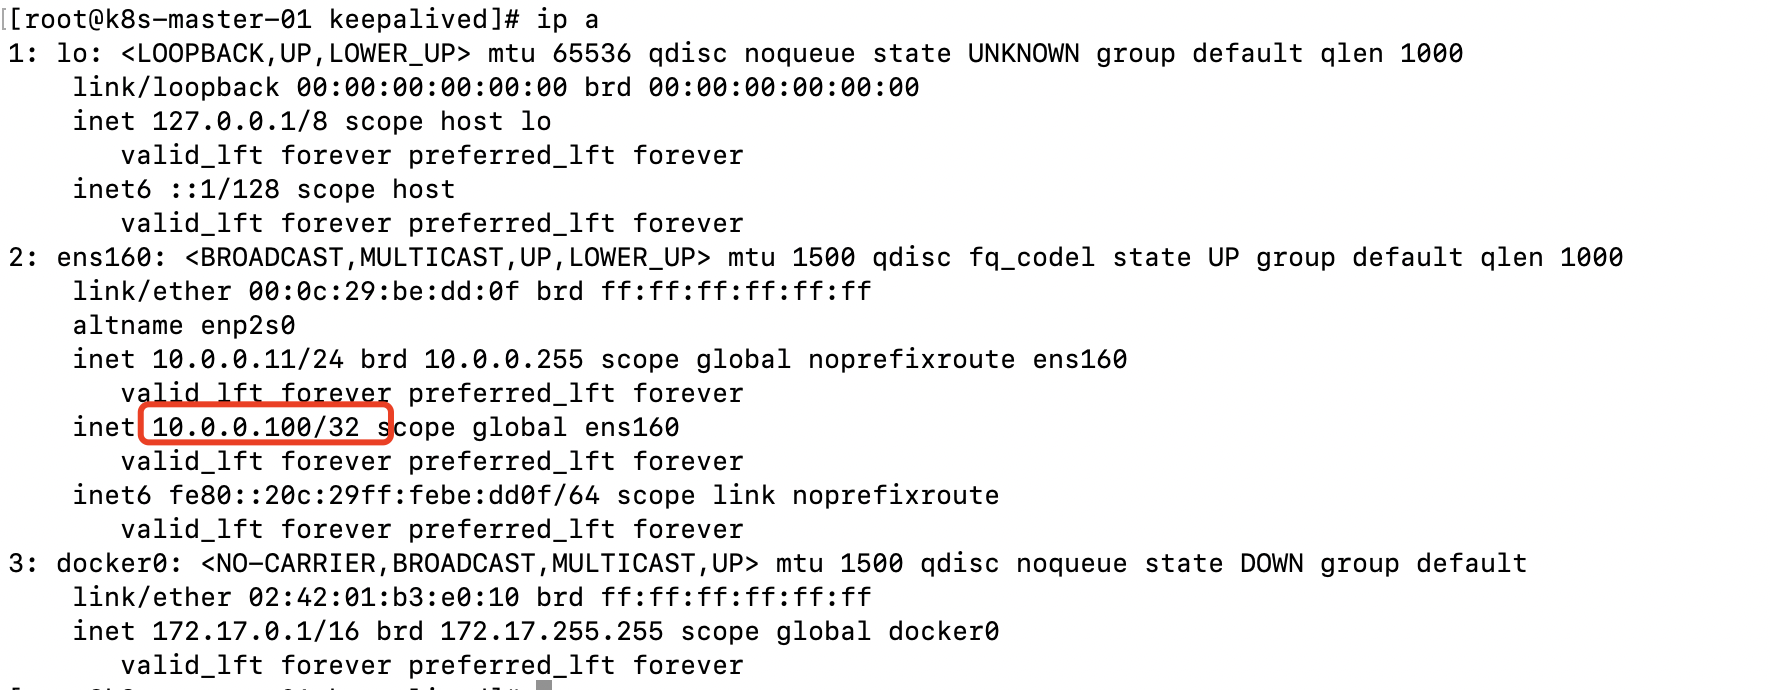 [[root@k8s-master-01 keepalived]# ip a
1: lo: <LOOPBACK,UP,LOWER_UP> mtu 65536 qdisc noqueue state UNKNOWN group default qlen 1000
    link/loopback 00:00:00:00:00:00 brd 00:00:00:00:00:00
    inet 127.0.0.1/8 scope host lo
       valid_lft forever preferred_lft forever
    inet6 ::1/128 scope host
       valid_lft forever preferred_lft forever
2: ens160: <BROADCAST,MULTICAST,UP,LOWER_UP> mtu 1500 qdisc fq_codel state UP group default qlen 1000
    link/ether 00:0c:29:be:dd:0f brd ff:ff:ff:ff:ff:ff
    altname enp2s0
    inet 10.0.0.11/24 brd 10.0.0.255 scope global noprefixroute ens160
       valid_lft forever preferred_lft forever
    inet 10.0.0.100/32 scope global ens160
       valid_lft forever preferred_lft forever
    inet6 fe80::20c:29ff:febe:dd0f/64 scope link noprefixroute
       valid_lft forever preferred_lft forever
3: docker0: <NO-CARRIER,BROADCAST,MULTICAST,UP> mtu 1500 qdisc noqueue state DOWN group default
    link/ether 02:42:01:b3:e0:10 brd ff:ff:ff:ff:ff:ff
    inet 172.17.0.1/16 brd 172.17.255.255 scope global docker0
       valid_lft forever preferred_lft forever